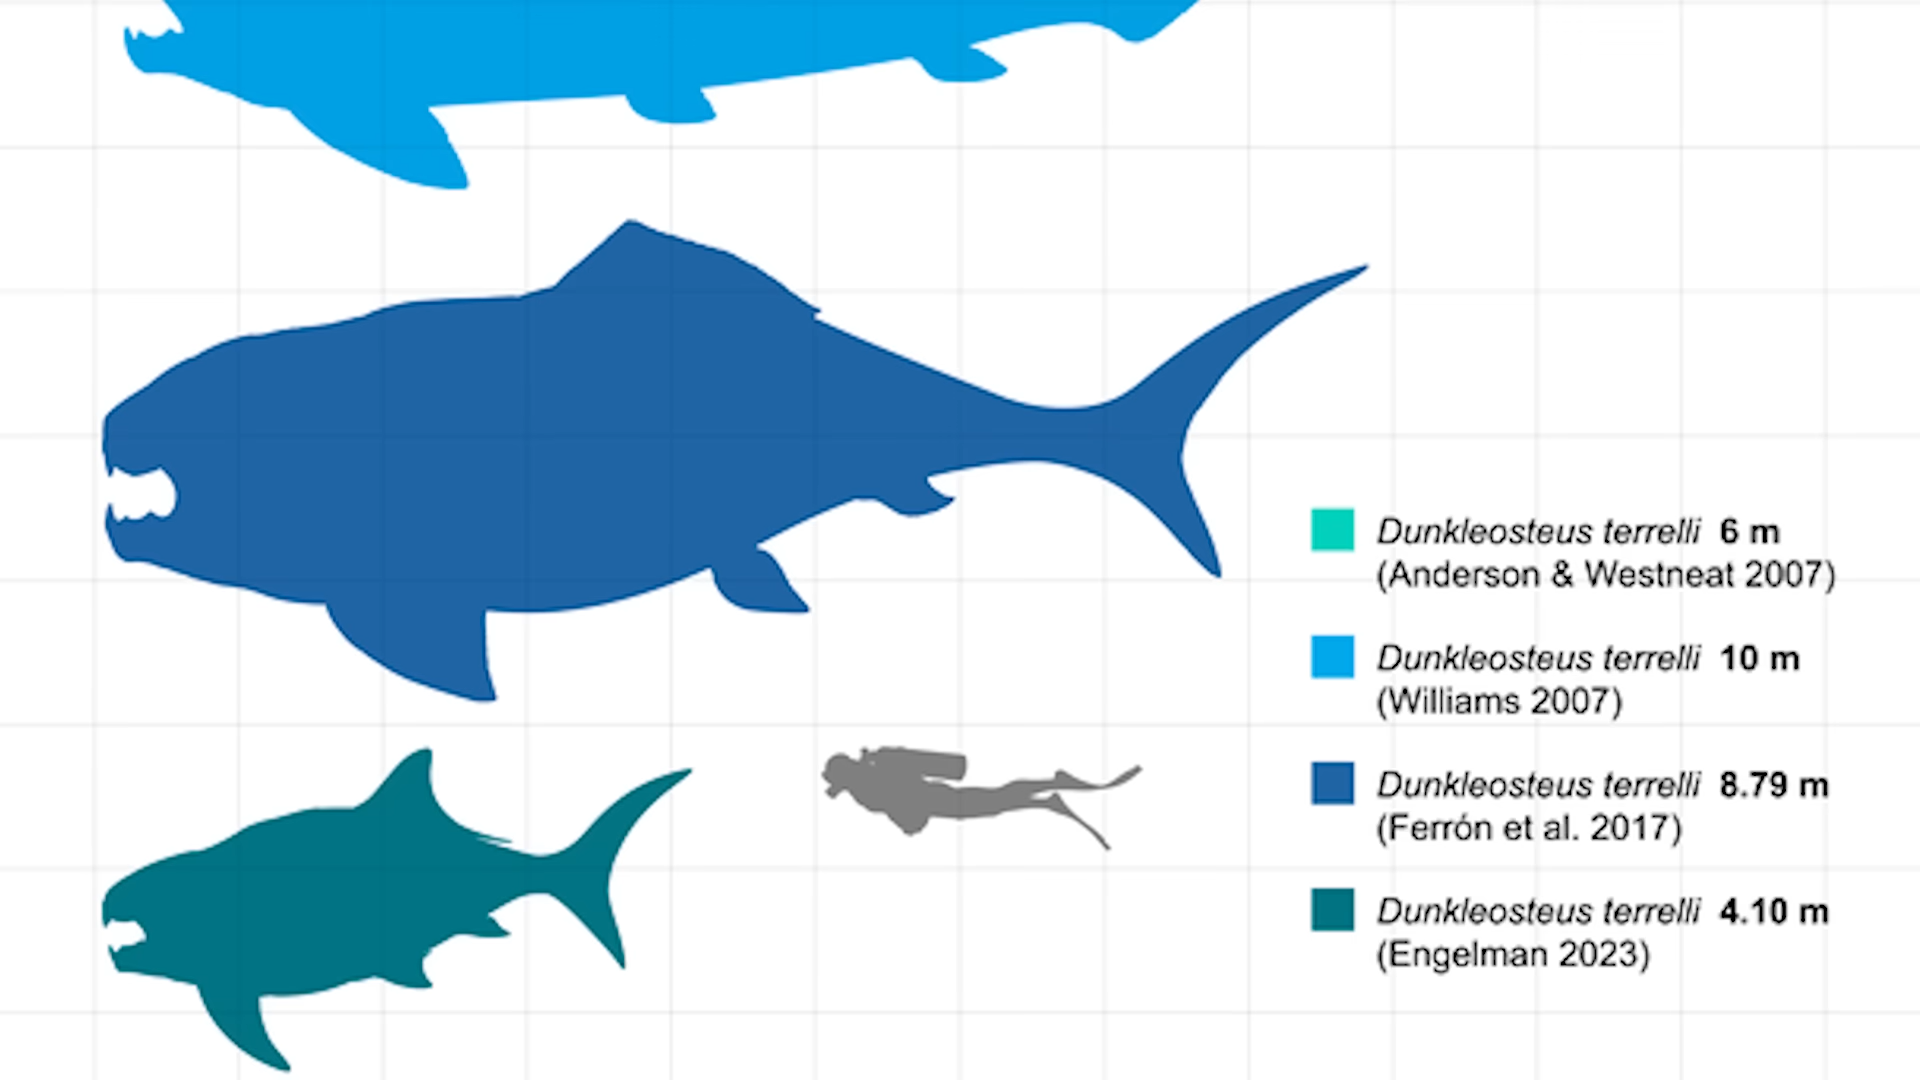 Dunkleosteus terrelli 6 m
(Anderson & Westneat 2007)
Dunkleosteus terrelli 10 m
(Williams 2007)
Dunkleosteus terrelli 8.79 m
(Ferrón et al. 2017)
Dunkleosteus terrelli 4.10 m
(Engelman 2023)